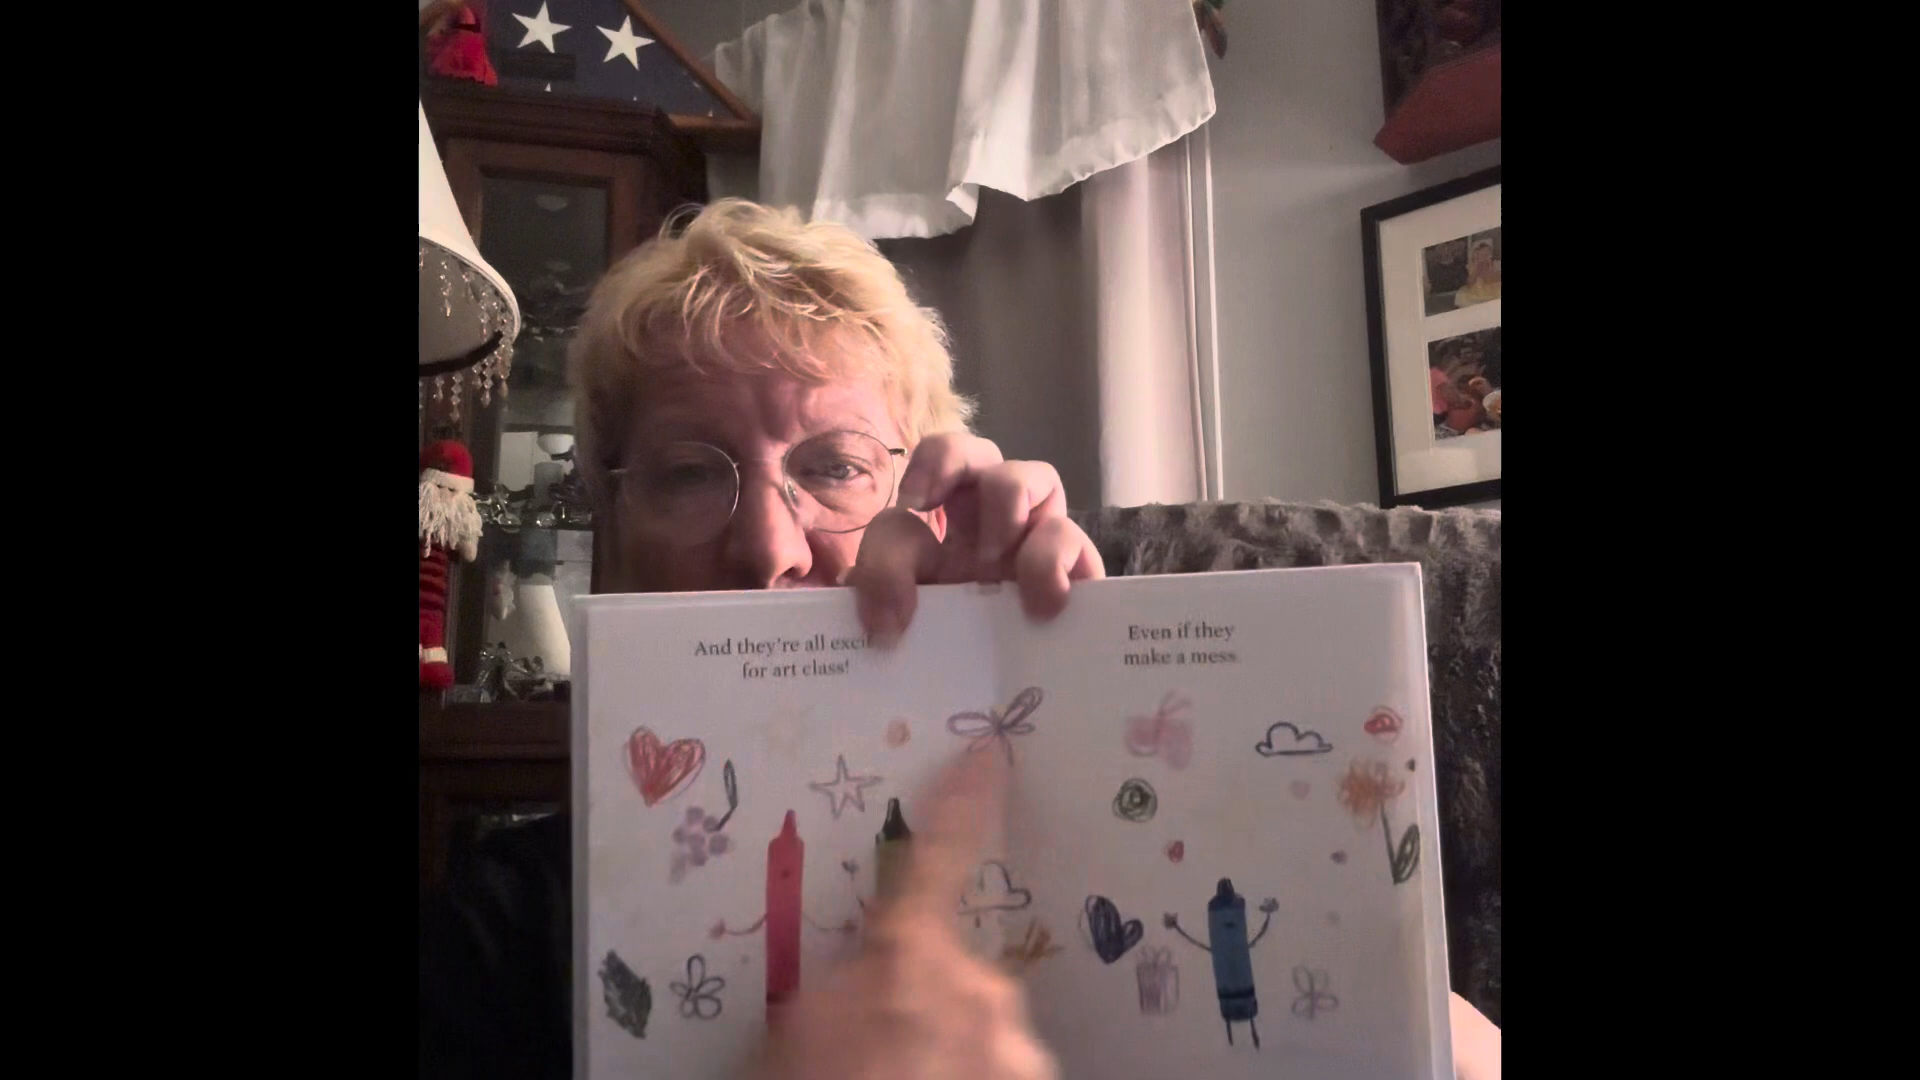 And they're all
for art class!
Even if they
make a mess.